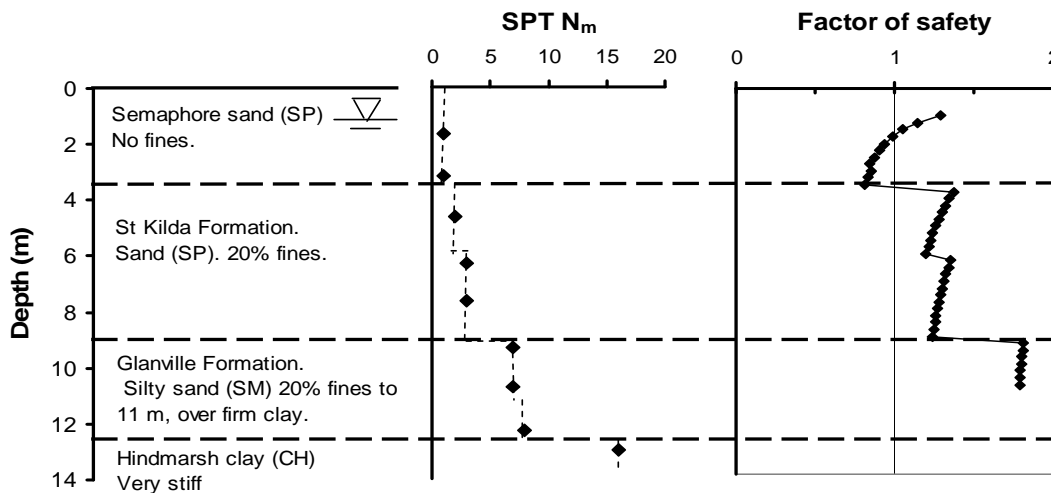 SPT Nm
Factor of safety
0 5 10 15 20
0 1 2
Depth (m)
0
2
4
6
8
10
12
14
Semaphore sand (SP)
No fines.
St Kilda Formation.
Sand (SP). 20% fines.
Glanville Formation.
Silty sand (SM) 20% fines to
11 m, over firm clay.
Hindmarsh clay (CH)
Very stiff